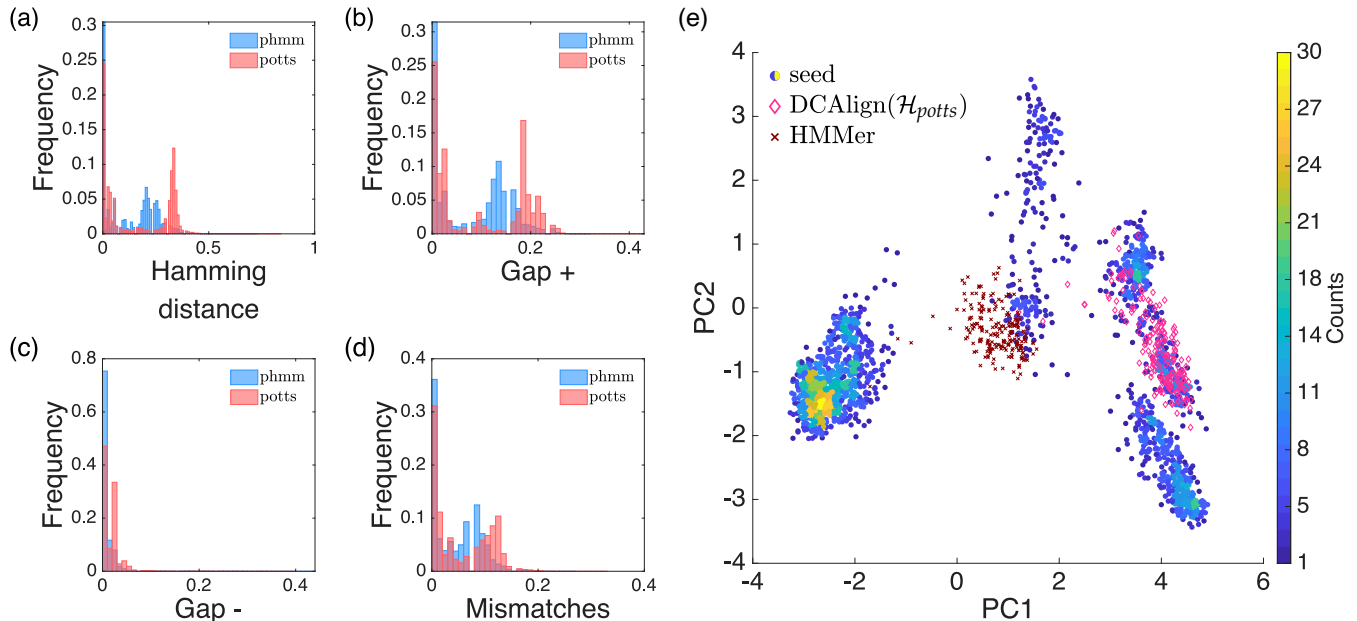 (a)
0.3
0.25
0.2
0.15
0.1
0.05
0
Frequency
phmm
potts
0
0.5
1
Hamming
distance
(b)
0.3
0.25
0.2
0.15
0.1
0.05
0
Frequency
phmm
potts
0
0.2
0.4
Gap +
(c)
0.8
0.6
0.4
0.2
0
Frequency
phmm
potts
0
0.2
0.4
Gap -
(d)
0.4
0.3
0.2
0.1
0
Frequency
phmm
potts
0
0.2
0.4
Mismatches
(e)
4
3
2
1
0
-1
-2
-3
-4
PC2
seed
DCAlign(ℋpotts)
HMMer
-4
-2
0
2
4
6
PC1
30
27
24
21
18
14
11
8
4
1
Counts